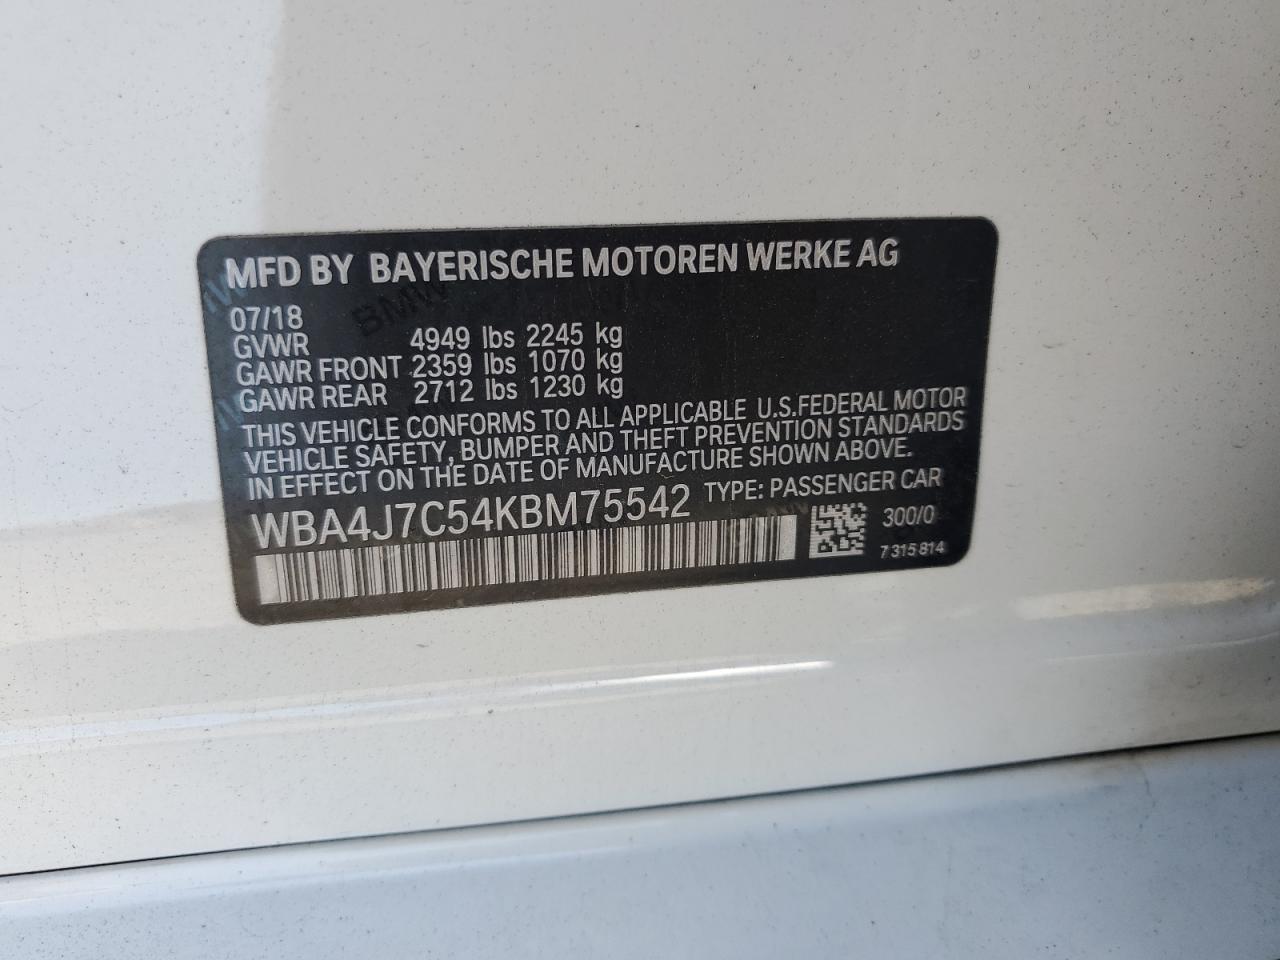 MFD BY BAYERISCHE MOTOREN WERKE AG
07/18
GVWR 4949 lbs 2245 kg
GAWR FRONT 2359 lbs 1070 kg
GAWR REAR 2712 lbs 1230 kg
THIS VEHICLE CONFORMS TO ALL APPLICABLE U.S.FEDERAL MOTOR
VEHICLE SAFETY, BUMPER AND THEFT PREVENTION STANDARDS
IN EFFECT ON THE DATE OF MANUFACTURE SHOWN ABOVE.
WBA4J7C54KBM75542 TYPE: PASSENGER CAR
300/0
7 315 814
BMW